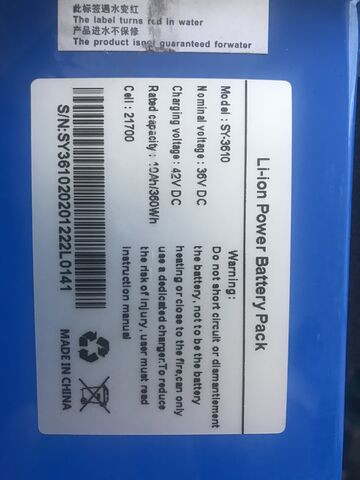 此标签遇水变红
The label turns red in water
产品进水不保修
The product isnot guaranteed forwater
Li-ion Power Battery Pack
Model : SY-3610
Nominal voltage : 36V DC
Charging voltage : 42V DC
Rated capacity : 10Ah/360Wh
Cell : 21700
Warning:
Do not short circuit or dismantlement
the battery, not to be the battery
heating or close to the fire,can only
use a dedicated charger.To reduce
the risk of injury, user must read
instruction manual
S/N:SY361020201222L0141
MADE IN CHINA